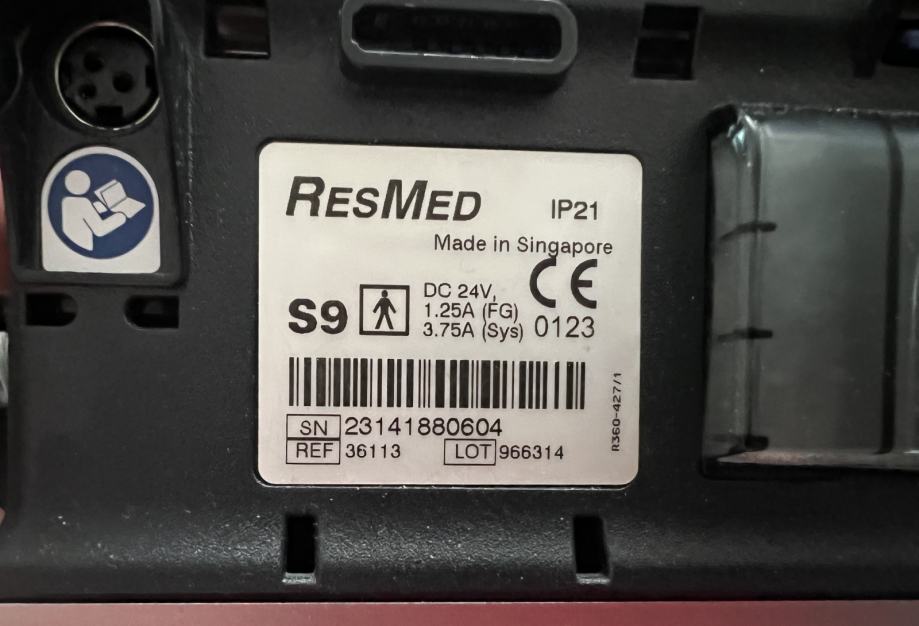 RESMED IP21
Made in Singapore
CE
S9 DC 24V,
1.25A (FG)
3.75A (Sys) 0123
R360-427/1
SN 23141880604
REF 36113 LOT 966314